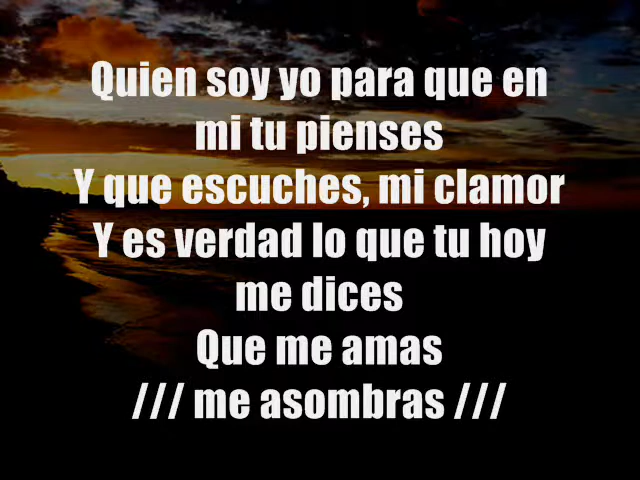 Quien soy yo para que en
mi tu pienses
Y que escuches, mi clamor
Y es verdad lo que tu hoy
me dices
Que me amas
/// me asombras ///